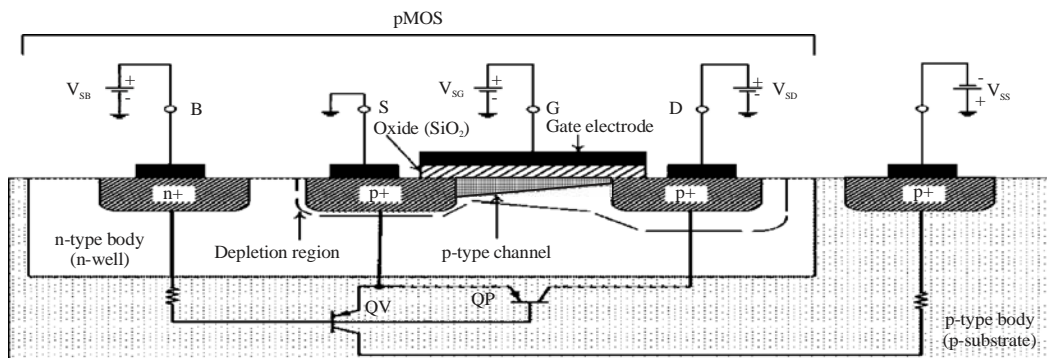 pMOS
V_SB
+
-
B
S
V_SG
+
-
G
D
+
-
V_SD
-
+
V_SS
Oxide (SiO₂)
Gate electrode
n+
p+
p+
p+
n-type body
(n-well)
Depletion region
p-type channel
QV
QP
p-type body
(p-substrate)